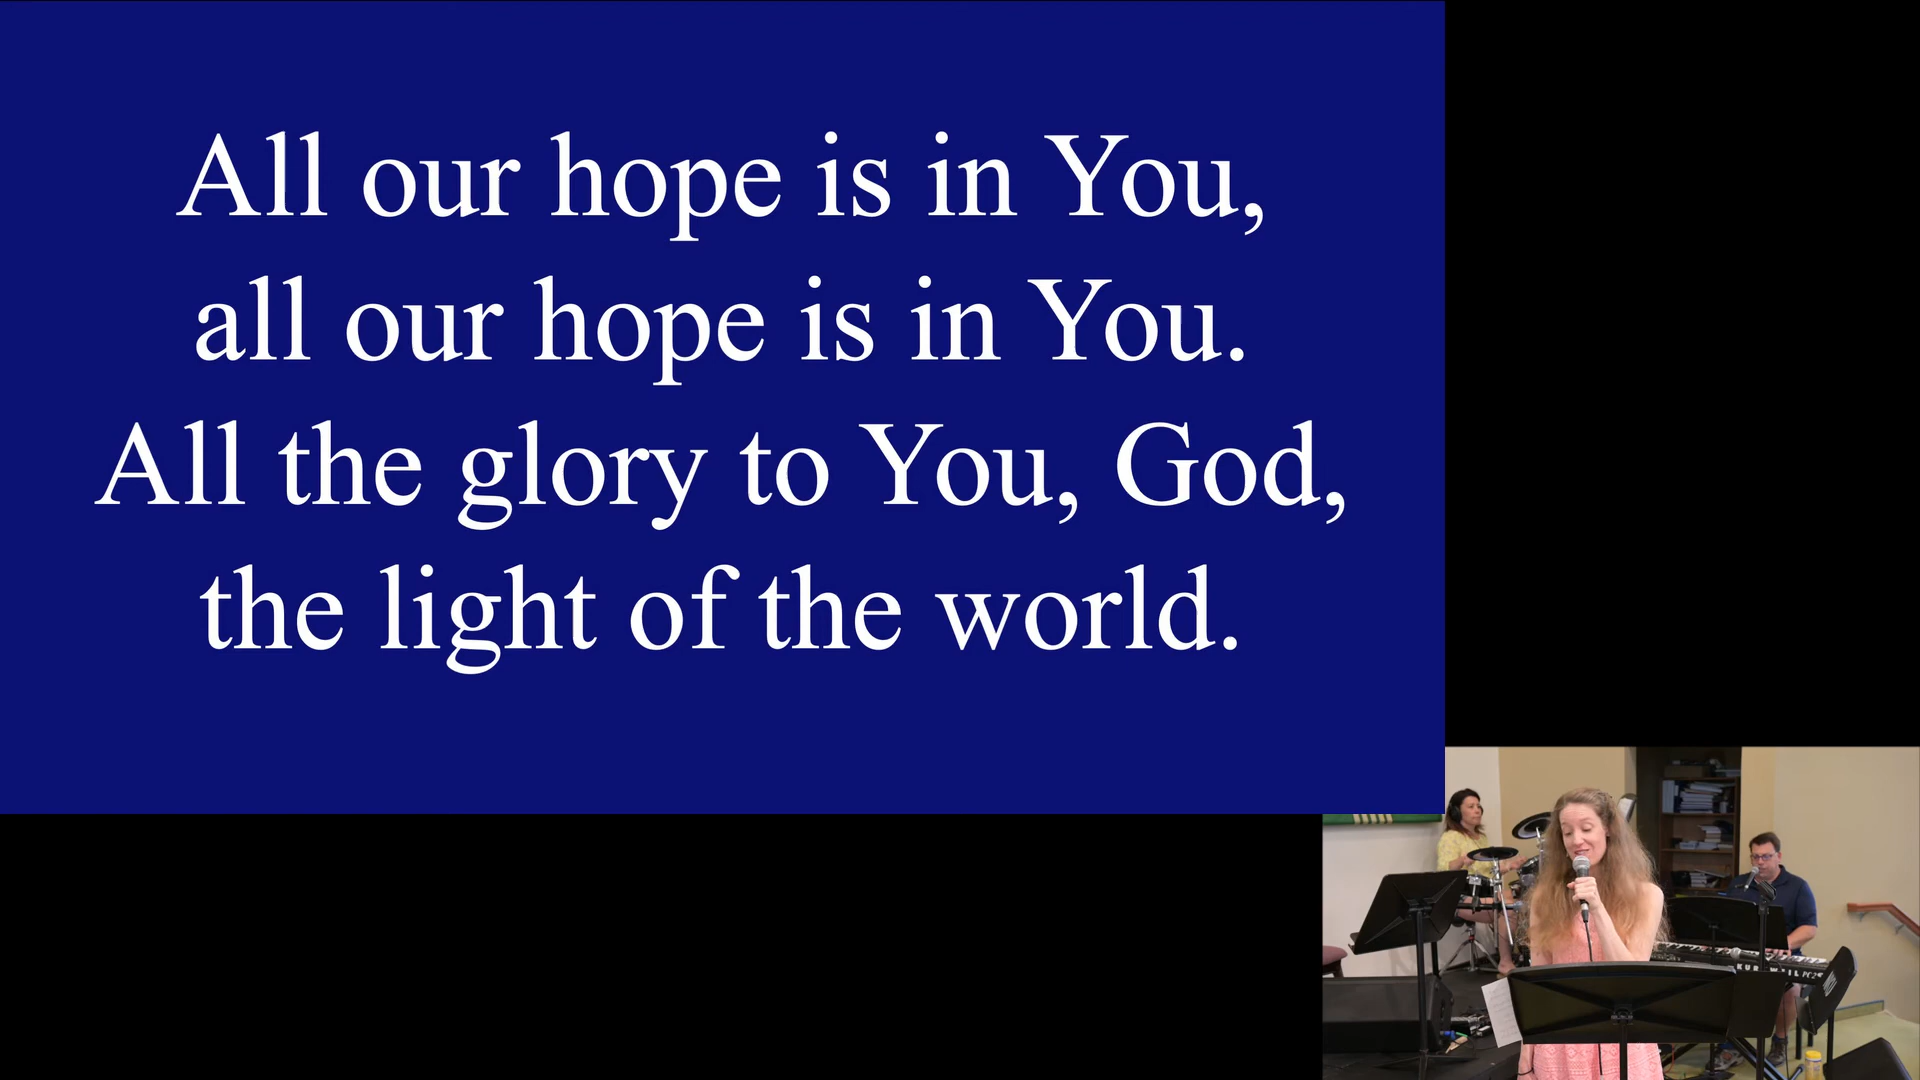 All our hope is in You,
all our hope is in You.
All the glory to You, God,
the light of the world.
KURZWEIL